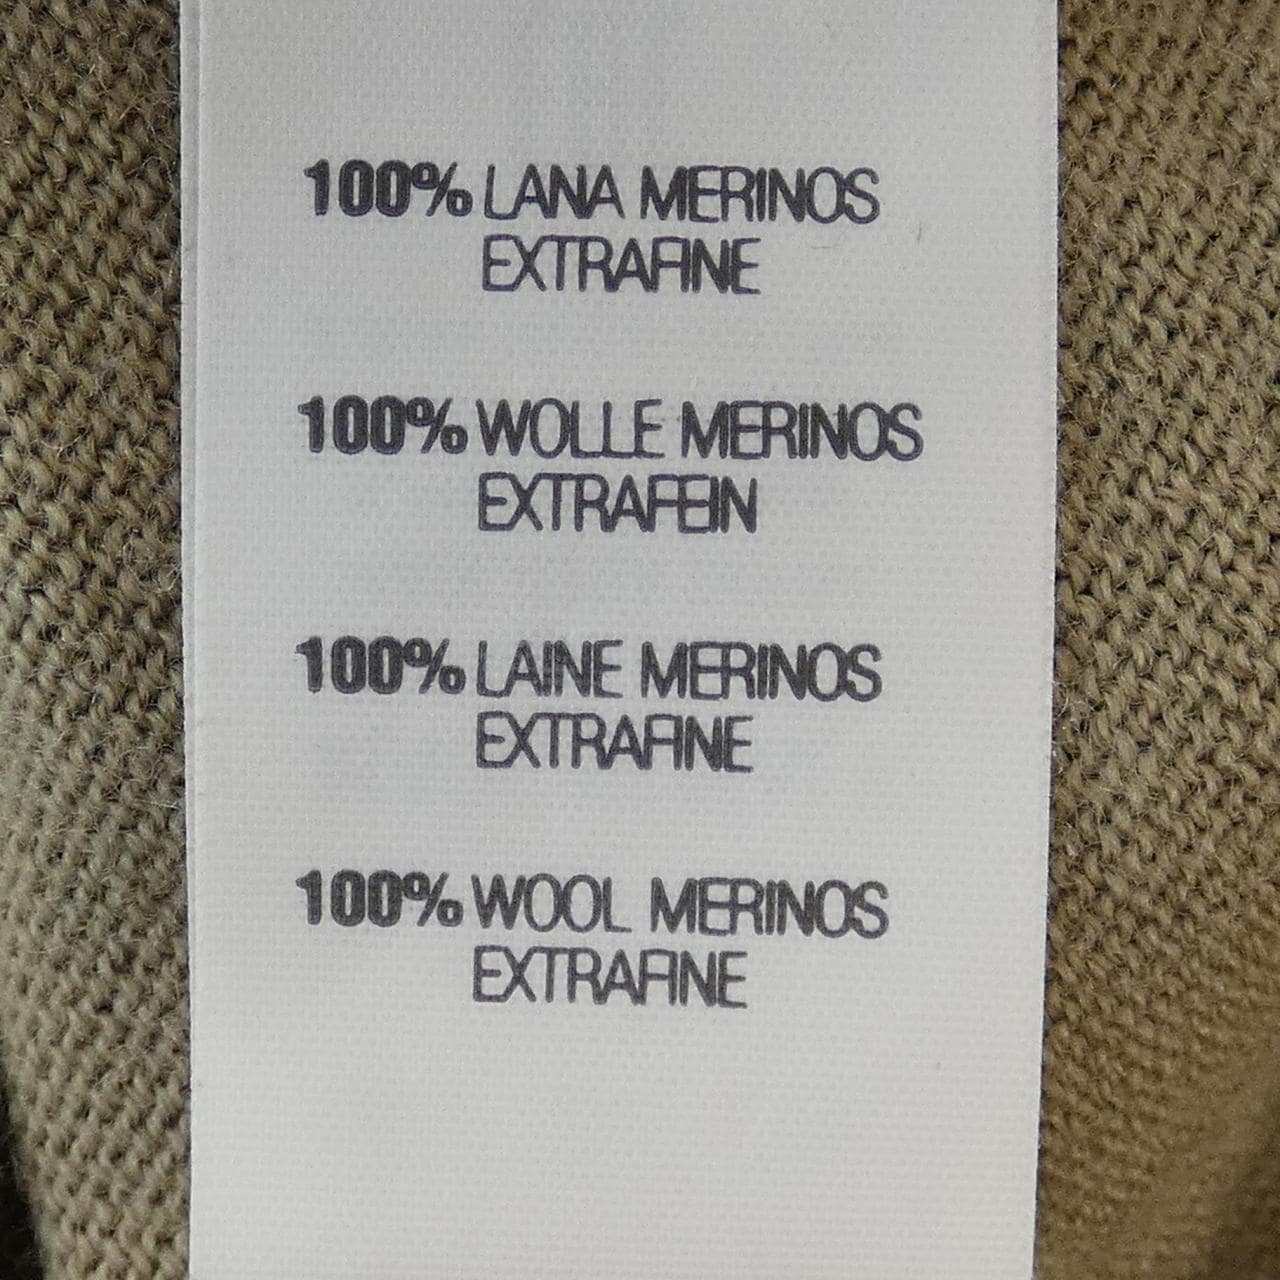 100% LANA MERINOS
EXTRAFINE
100% WOLLE MERINOS
EXTRAFEIN
100% LAINE MERINOS
EXTRAFINE
100% WOOL MERINOS
EXTRAFINE